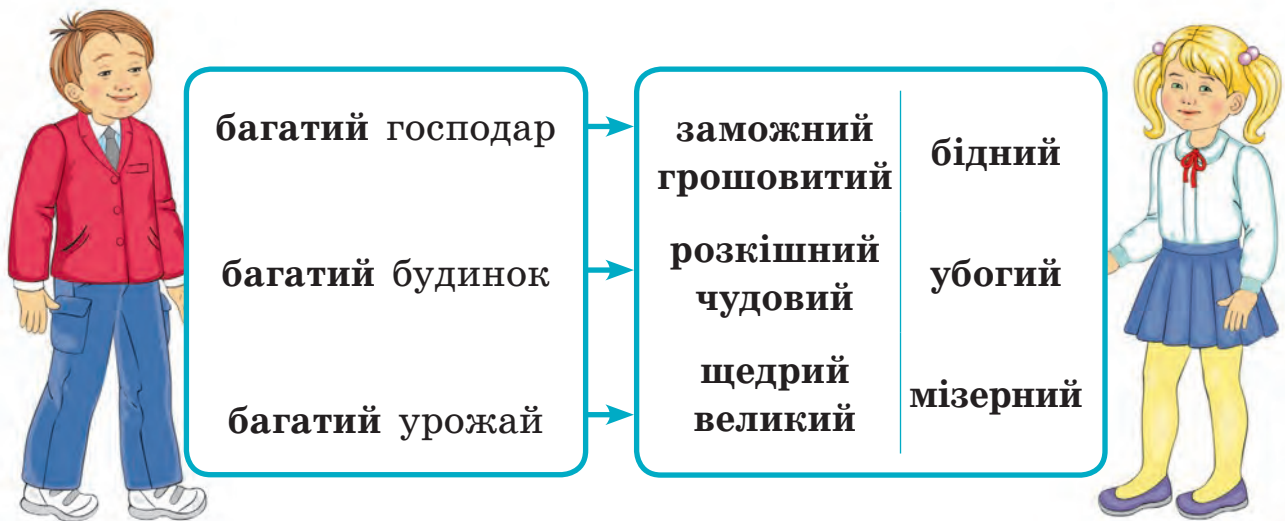 багатий господар
заможний
грошовитий
бідний
багатий будинок
розкішний
чудовий
убогий
багатий урожай
щедрий
великий
мізерний